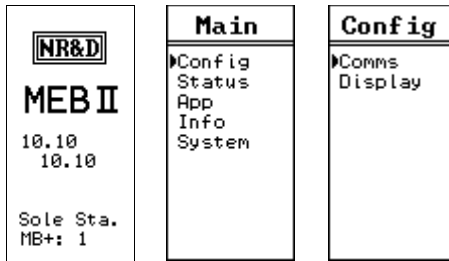 NR&D
MEB II
10.10
10.10
Sole Sta.
MB+: 1
Main
Config
Status
App
Info
System
Config
Comms
Display